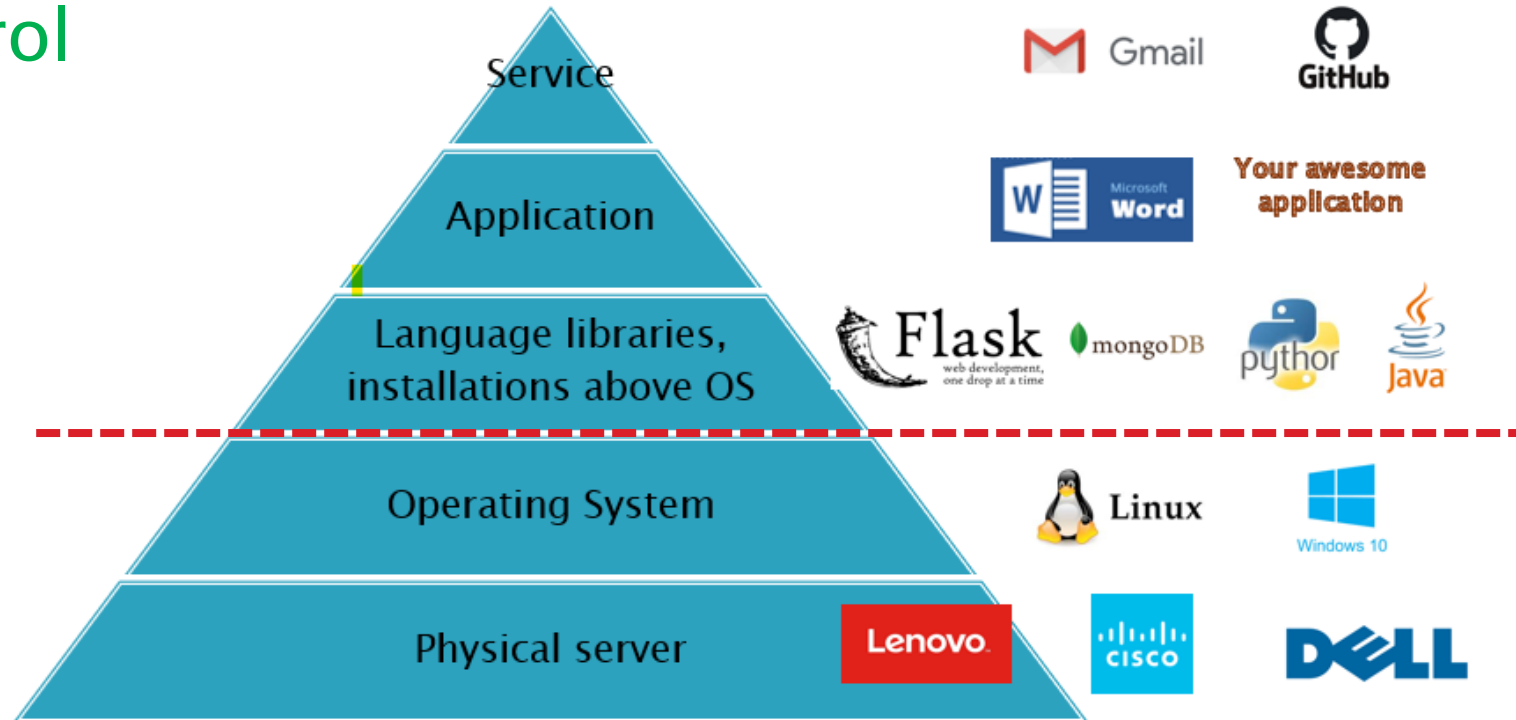 rol
Service
Gmail
GitHub
Application
W
Microsoft
Word
Your awesome
application
Language libraries,
installations above OS
Flask
web development,
one drop at a time
mongoDB
pythor
Java
Operating System
Linux
Windows 10
Physical server
Lenovo
CISCO
DELL